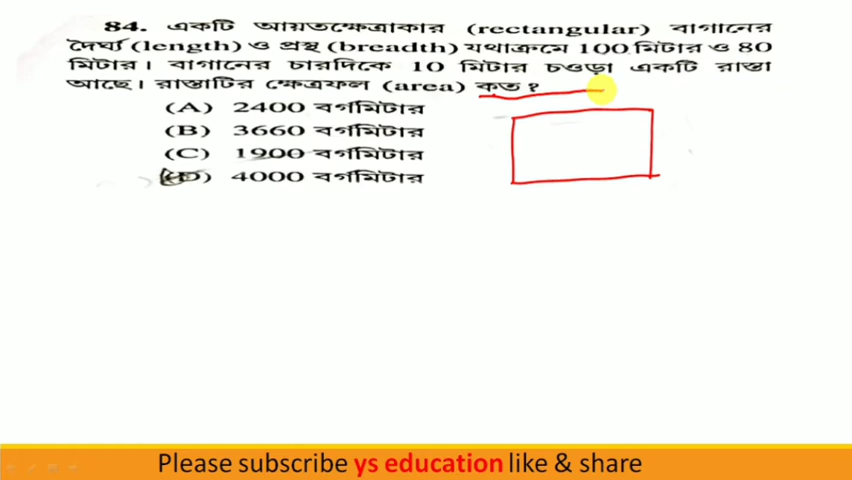 84. একটি আয়তক্ষেত্রাকার (rectangular) বাগানের
দৈর্ঘ্য (length) ও প্রস্থ (breadth) যথাক্রমে 100 মিটার ও 80
মিটার। বাগানের চারদিকে 10 মিটার চওড়া একটি রাস্তা
আছে। রাস্তাটির ক্ষেত্রফল (area) কত ?
(A) 2400 বর্গমিটার
(B) 3660 বর্গমিটার
(C) 1900 বর্গমিটার
(D) 4000 বর্গমিটার
Please subscribe ys education like & share